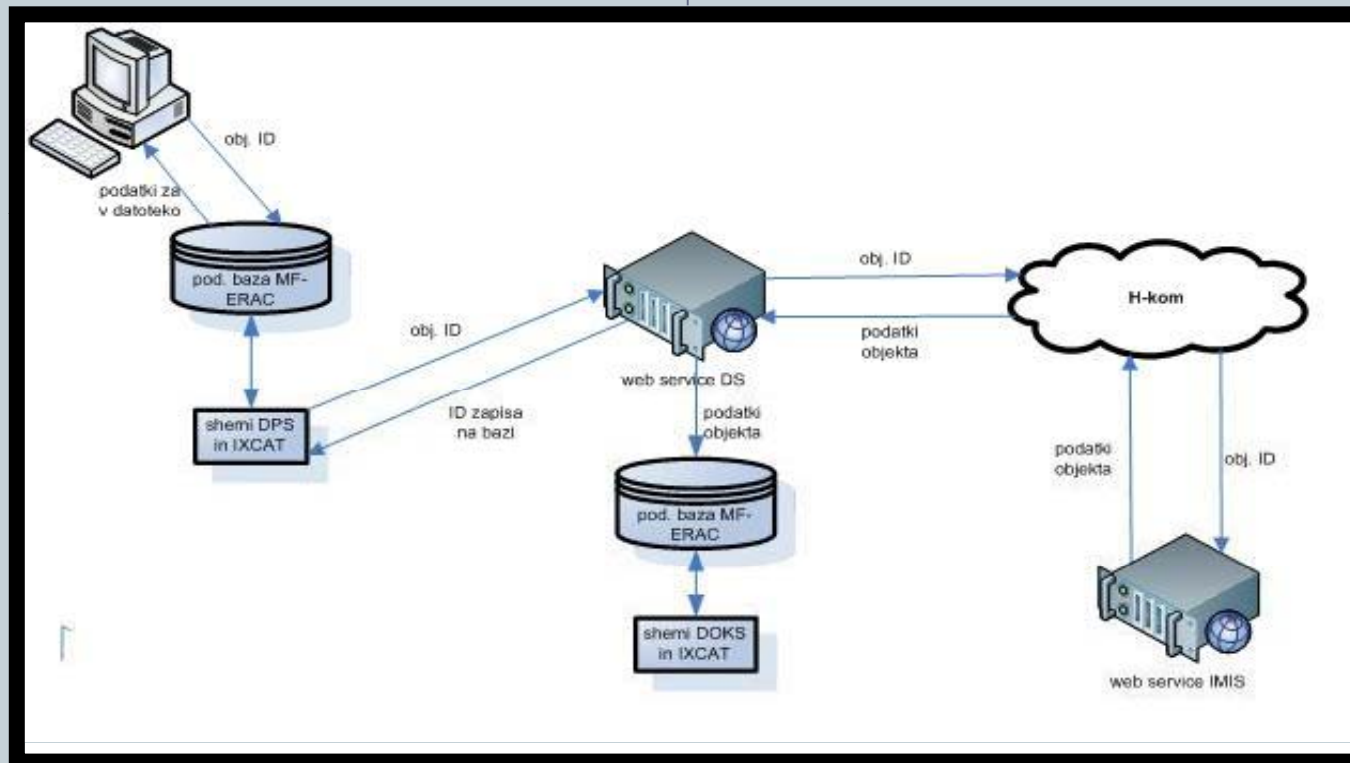 obj. ID
podatki za
v datoteko
pod. baza MF-
ERAC
obj. ID
shemi DPS
in IXCAT
ID zapisa
na bazi
web service DS
obj. ID
podatki
objekta
H-kom
podatki
objekta
pod. baza MF-
ERAC
shemi DOKS
in IXCAT
podatki
objekta
obj. ID
web service IMIS